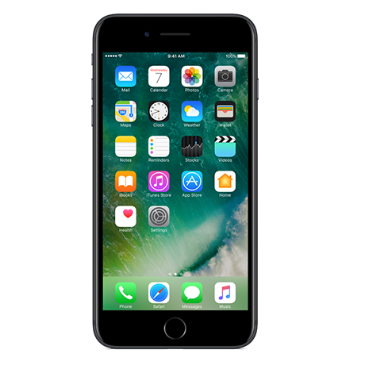 9:41 AM 100%
7
Mail Calendar Photos Camera
Maps Clock Weather Wallet
Notes Reminders Stocks Videos
iBooks iTunes Store App Store Home
Health Settings
Phone Safari Messages Music